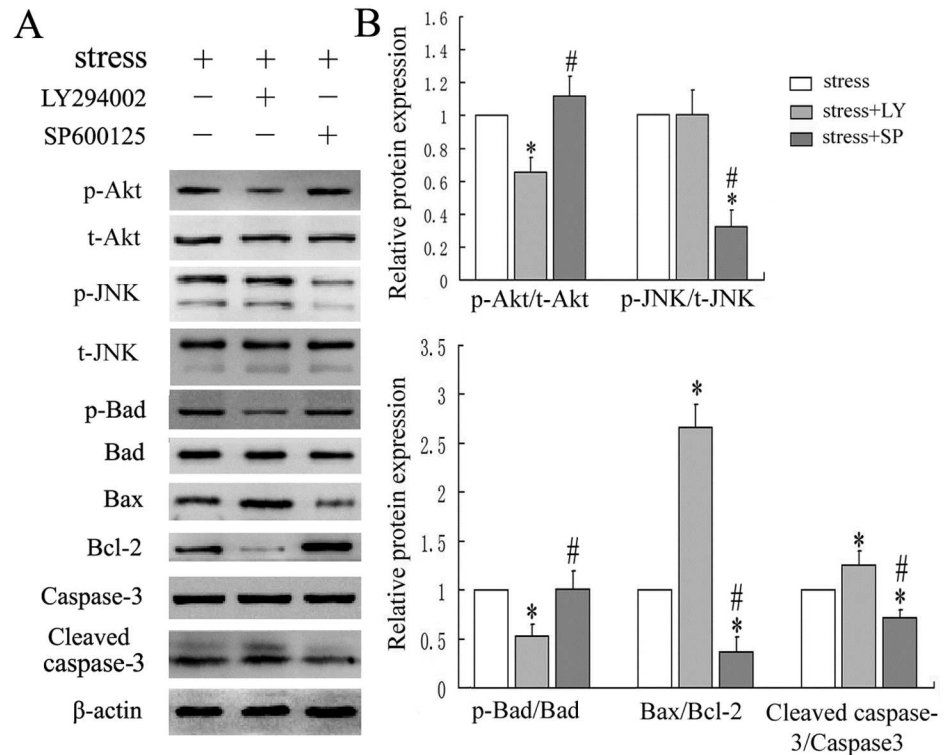 A
stress + + +
LY294002 − + −
SP600125 − − +
p-Akt
t-Akt
p-JNK
t-JNK
p-Bad
Bad
Bax
Bcl-2
Caspase-3
Cleaved
caspase-3
β-actin
B
Relative protein expression
1.6
1.4
1.2
1.0
0.8
0.6
0.4
0.2
0
*
#
#
*
p-Akt/t-Akt
p-JNK/t-JNK
stress
stress+LY
stress+SP
Relative protein expression
3.5
3
2.5
2
1.5
1
0.5
0
*
#
*
#
*
*
#
*
p-Bad/Bad
Bax/Bcl-2
Cleaved caspase-
3/Caspase3